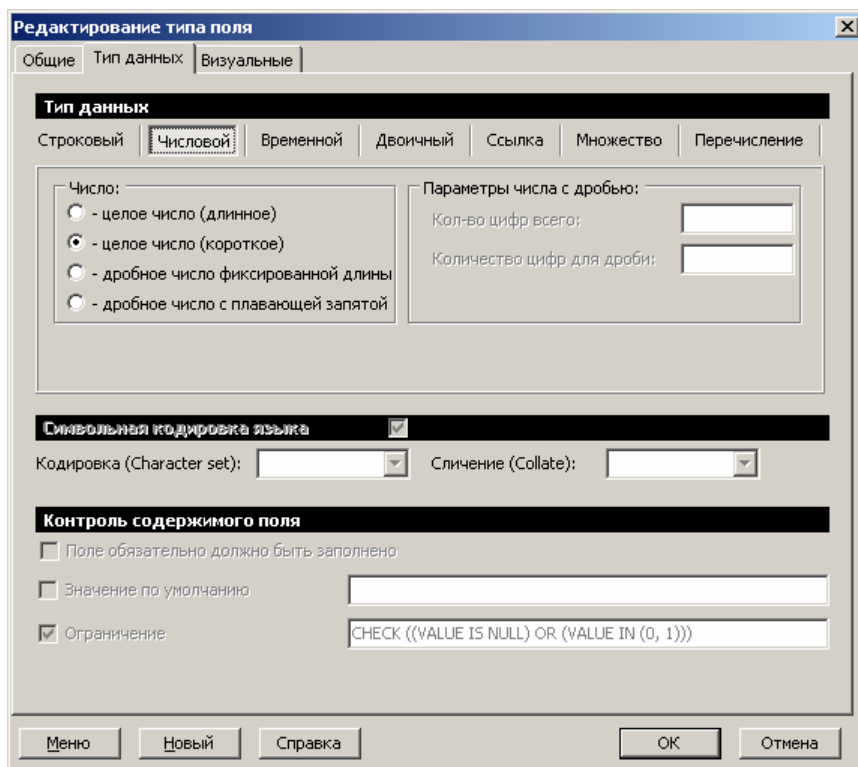 Редактирование типа поля
Общие Тип данных Визуальные
Тип данных
Строковый Числовой Временной Двоичный Ссылка Множество Перечисление
Число: Параметры числа с дробью:
- целое число (длинное) Кол-во цифр всего:
- целое число (короткое) Количество цифр для дроби:
- дробное число фиксированной длины
- дробное число с плавающей запятой
Символьная кодировка языка
Кодировка (Character set): Сличение (Collate):
Контроль содержимого поля
Поле обязательно должно быть заполнено
Значение по умолчанию
Ограничение CHECK ((VALUE IS NULL) OR (VALUE IN (0, 1)))
Меню Новый Справка OK Отмена